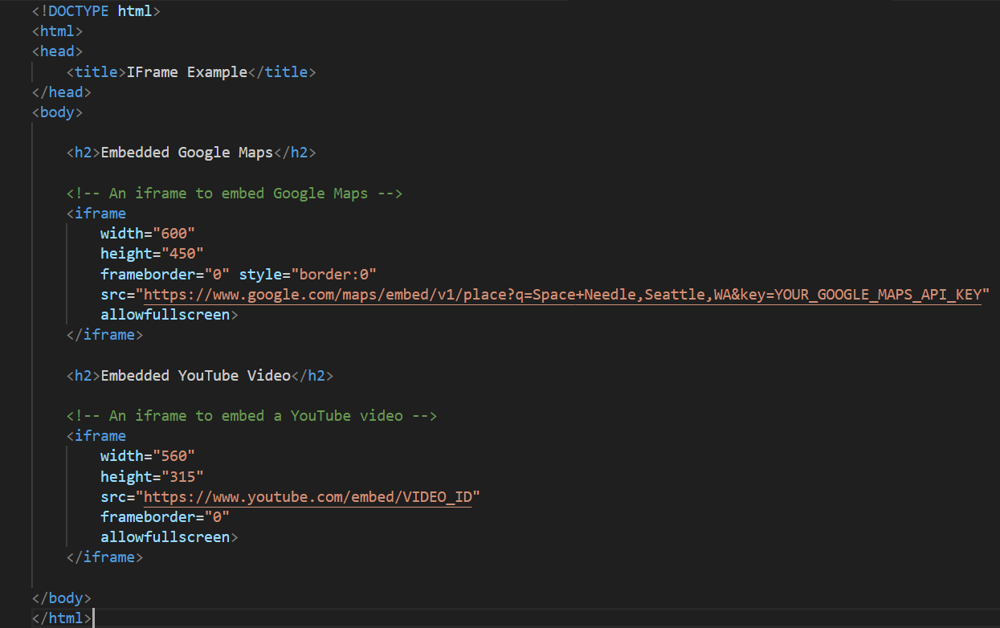 <!DOCTYPE html>
<html>
<head>
    <title>IFrame Example</title>
</head>
<body>

    <h2>Embedded Google Maps</h2>

    <!-- An iframe to embed Google Maps -->
    <iframe
        width="600"
        height="450"
        frameborder="0" style="border:0"
        src="https://www.google.com/maps/embed/v1/place?q=Space+Needle,Seattle,WA&key=YOUR_GOOGLE_MAPS_API_KEY"
        allowfullscreen>
    </iframe>

    <h2>Embedded YouTube Video</h2>

    <!-- An iframe to embed a YouTube video -->
    <iframe
        width="560"
        height="315"
        src="https://www.youtube.com/embed/VIDEO_ID"
        frameborder="0"
        allowfullscreen>
    </iframe>

</body>
</html>